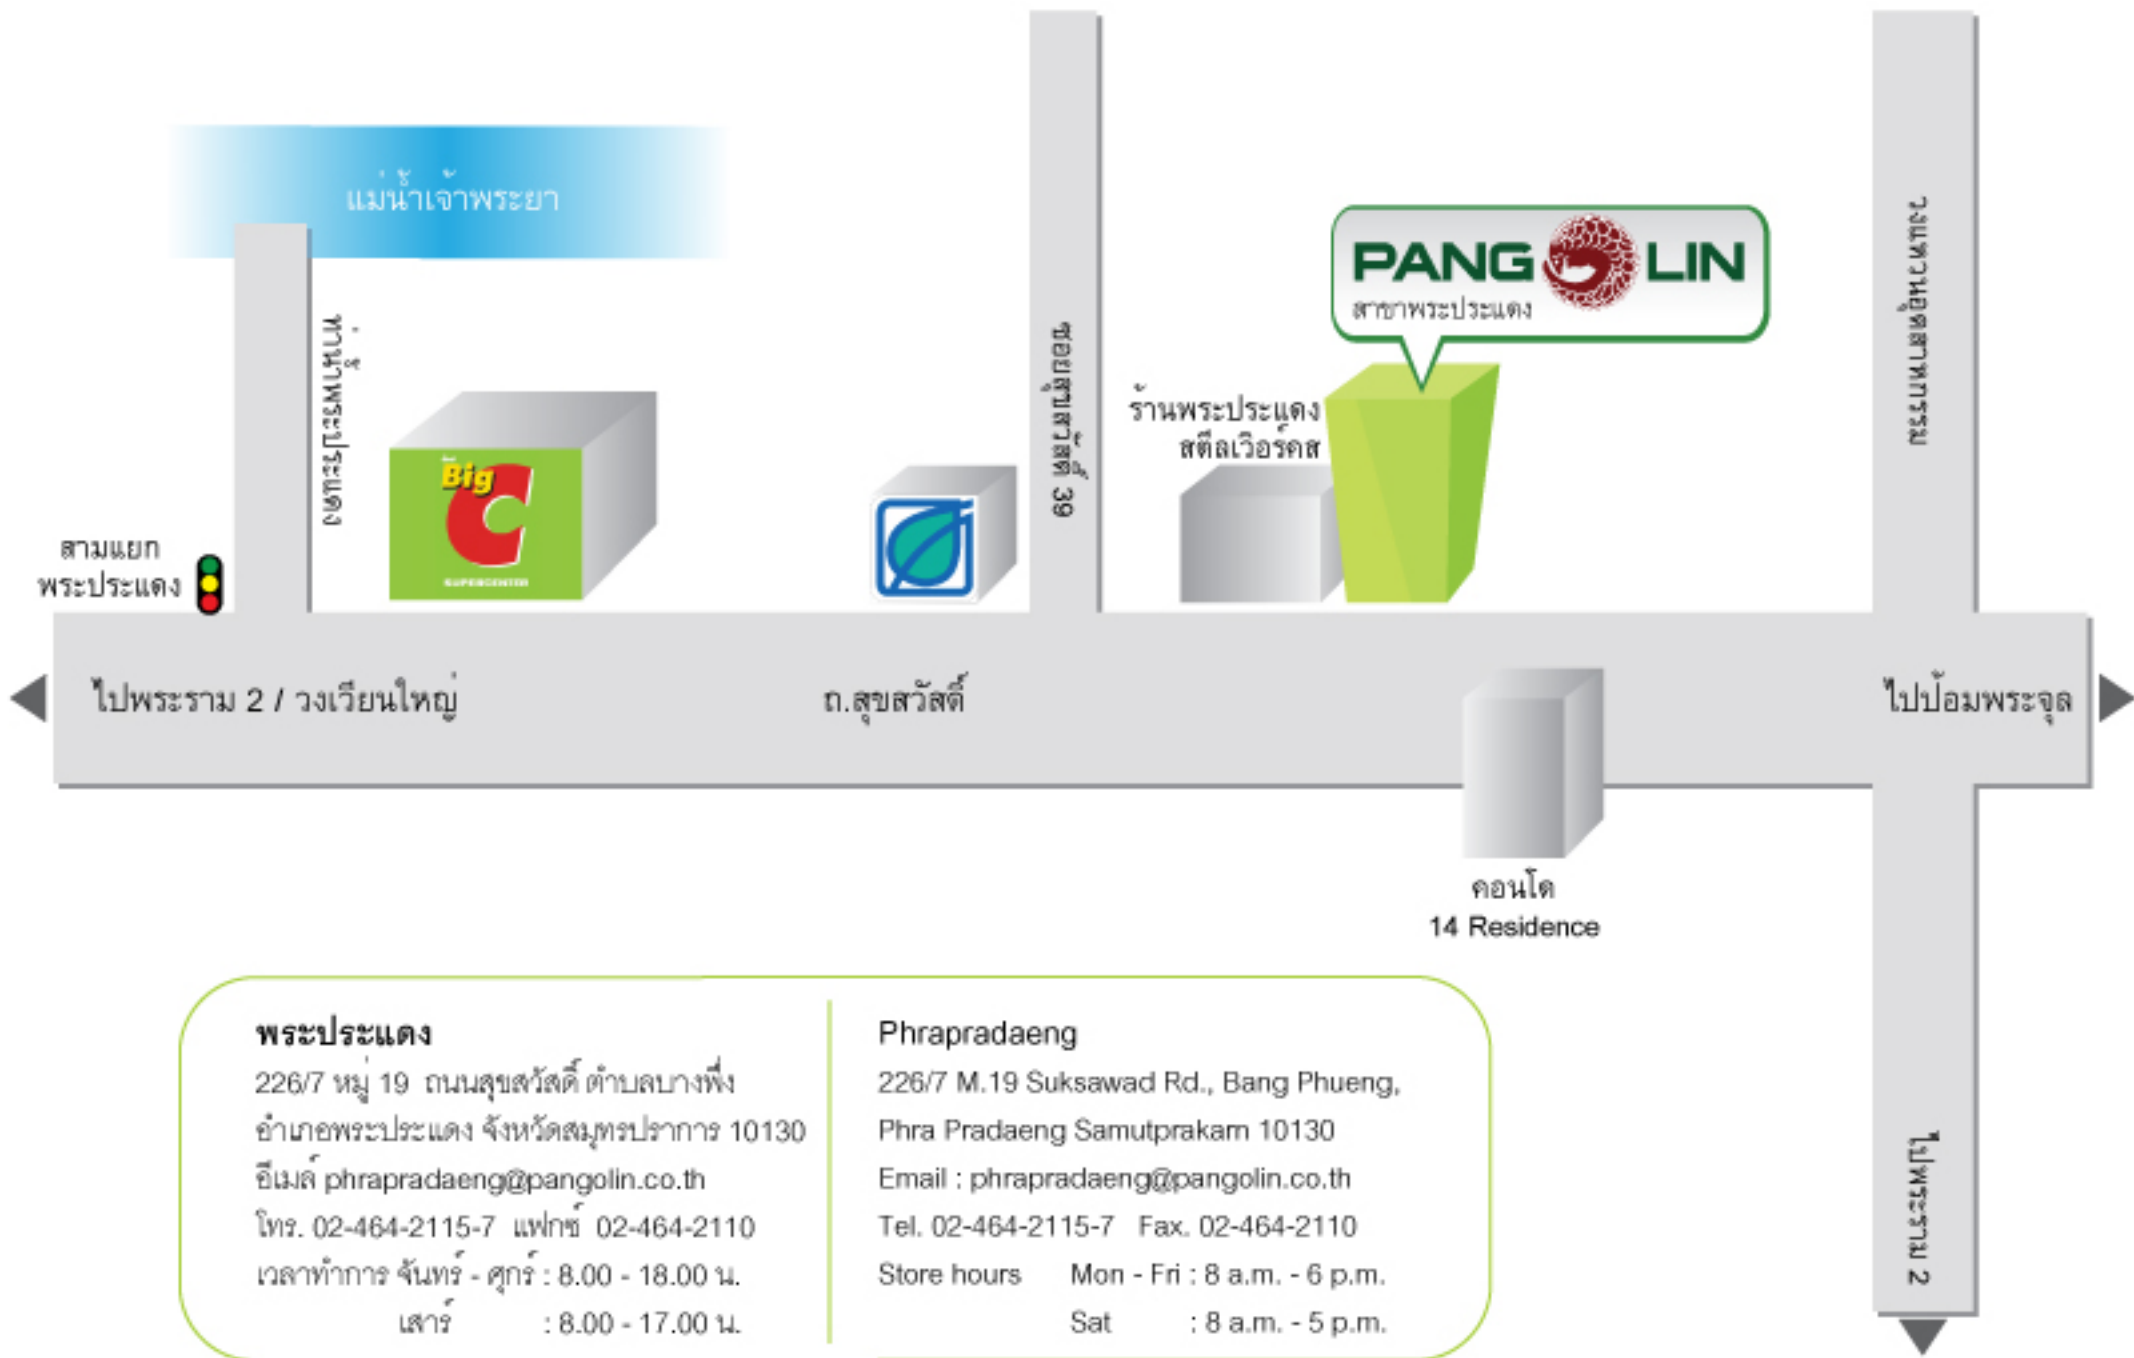 แม่น้ำเจ้าพระยา
PANGOLIN
สาขาพระประแดง
วงแหวนอุตสาหกรรม
ท่าน้ำพระประแดง
ซอยสุขสวัสดิ์ 39
ร้านพระประแดง
สตีลเวิอร์คส
Big C
SUPERCENTER
สามแยก
พระประแดง
ไปพระราม 2 / วงเวียนใหญ่
ถ.สุขสวัสดิ์
ไปป้อมพระจุล
คอนโด
14 Residence
ไปพระราม 2
พระประแดง
226/7 หมู่ 19 ถนนสุขสวัสดิ์ ตำบลบางพึ่ง
อำเภอพระประแดง จังหวัดสมุทรปราการ 10130
อีเมล์ phrapradaeng@pangolin.co.th
โทร. 02-464-2115-7 แฟกซ์ 02-464-2110
เวลาทำการ จันทร์ - ศุกร์ : 8.00 - 18.00 น.
เสาร์ : 8.00 - 17.00 น.
Phrapradaeng
226/7 M.19 Suksawad Rd., Bang Phueng,
Phra Pradaeng Samutprakarn 10130
Email : phrapradaeng@pangolin.co.th
Tel. 02-464-2115-7 Fax. 02-464-2110
Store hours Mon - Fri : 8 a.m. - 6 p.m.
Sat : 8 a.m. - 5 p.m.